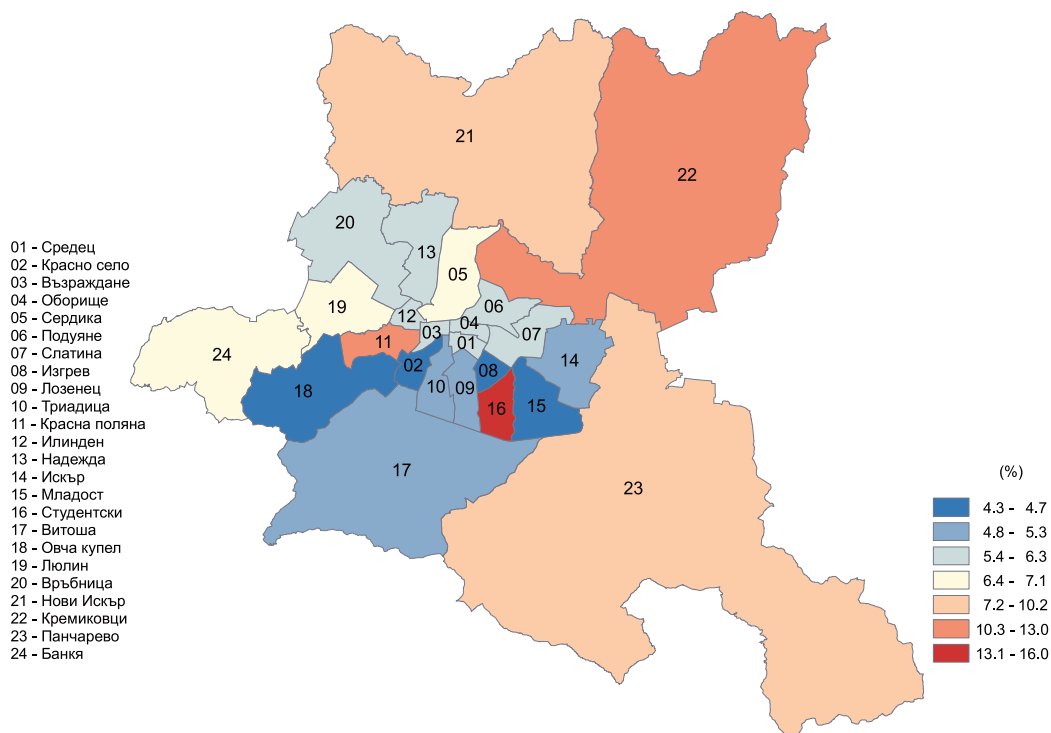 21
22
20
13
05
19
12
06
04
03
07
01
11
24
02
08
14
18
10
09
16
15
17
23
01 - Средец
02 - Красно село
03 - Възраждане
04 - Оборище
05 - Сердика
06 - Подуяне
07 - Слатина
08 - Изгрев
09 - Лозенец
10 - Триадица
11 - Красна поляна
12 - Илинден
13 - Надежда
14 - Искър
15 - Младост
16 - Студентски
17 - Витоша
18 - Овча купел
19 - Люлин
20 - Връбница
21 - Нови Искър
22 - Кремиковци
23 - Панчарево
24 - Банкя
(%)
4.3 - 4.7
4.8 - 5.3
5.4 - 6.3
6.4 - 7.1
7.2 - 10.2
10.3 - 13.0
13.1 - 16.0